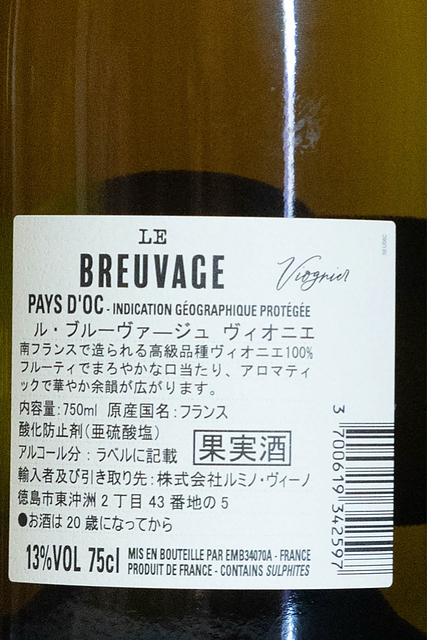 LE
BREUVAGE
Viognier
PAYS D'OC - INDICATION GÉOGRAPHIQUE PROTÉGÉE
ル・ブルーヴァージュ ヴィオニエ
南フランスで造られる高級品種ヴィオニエ100%
フルーティでまろやかな口当たり、アロマティ
ックで華やか余韻が広がります。
内容量:750ml 原産国名:フランス
酸化防止剤(亜硫酸塩)
アルコール分：ラベルに記載
果実酒
輸入者及び引き取り先:株式会社ルミノ・ヴィーノ
徳島市東沖洲2丁目43番地の5
●お酒は20歳になってから
13%VOL 75cl
MIS EN BOUTEILLE PAR EMB34070A - FRANCE
PRODUIT DE FRANCE - CONTAINS SULPHITES
3 700619 342597